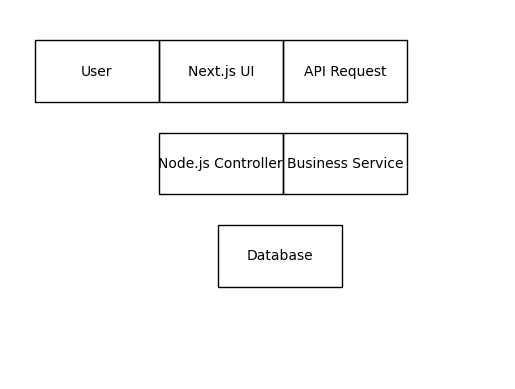 User
Next.js UI
API Request
Node.js Controller
Business Service
Database